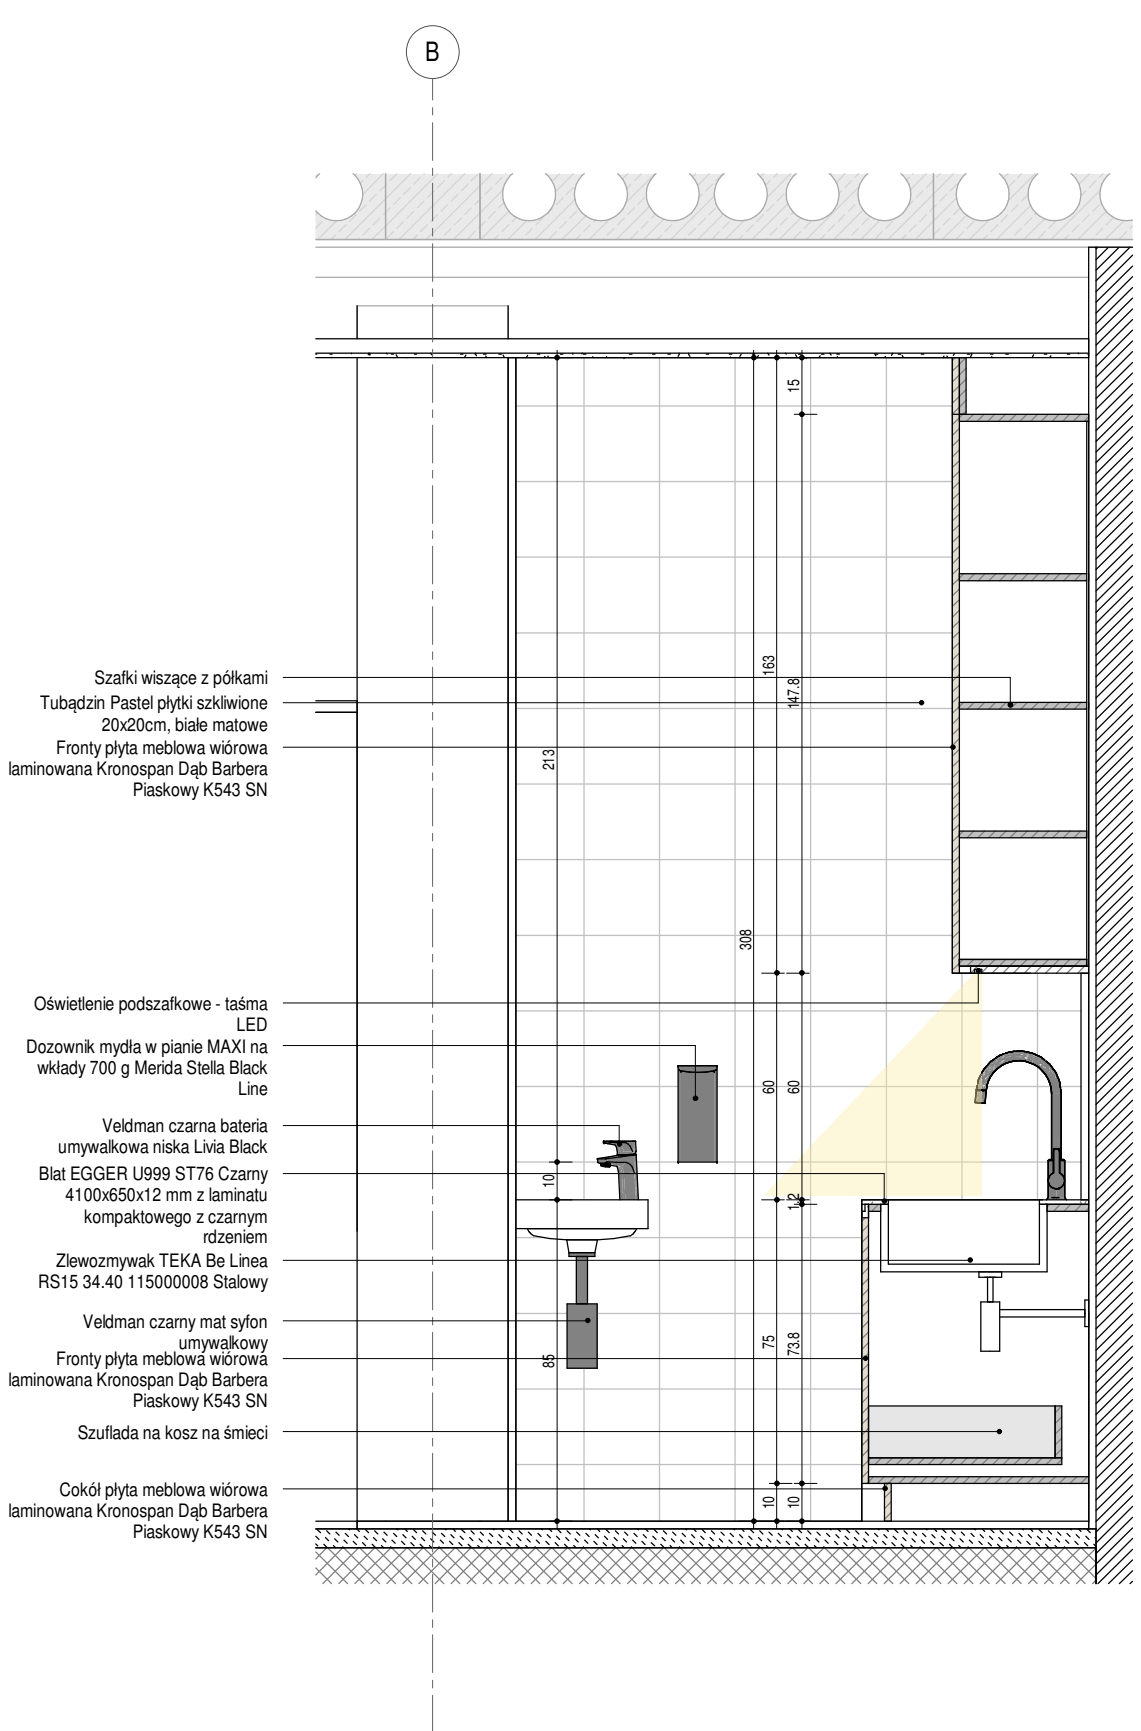 B
15
163
147.8
213
308
Szafki wiszące z półkami
Tubądzin Pastel płytki szkliwione
20x20cm, białe matowe
Fronty płyta meblowa wiórowa
laminowana Kronospan Dąb Barbera
Piaskowy K543 SN
Oświetlenie podszafkowe - taśma
LED
Dozownik mydła w pianie MAXI na
wkłady 700 g Merida Stella Black
Line
60
60
Veldman czarna bateria
umywalkowa niska Livia Black
Blat EGGER U999 ST76 Czarny
4100x650x12 mm z laminatu
kompaktowego z czarnym
rdzeniem
10
1,2
Zlewozmywak TEKA Be Linea
RS15 34.40 115000008 Stalowy
Veldman czarny mat syfon
umywalkowy
Fronty płyta meblowa wiórowa
laminowana Kronospan Dąb Barbera
Piaskowy K543 SN
85
75
73.8
Szuflada na kosz na śmieci
Cokół płyta meblowa wiórowa
laminowana Kronospan Dąb Barbera
Piaskowy K543 SN
10
10